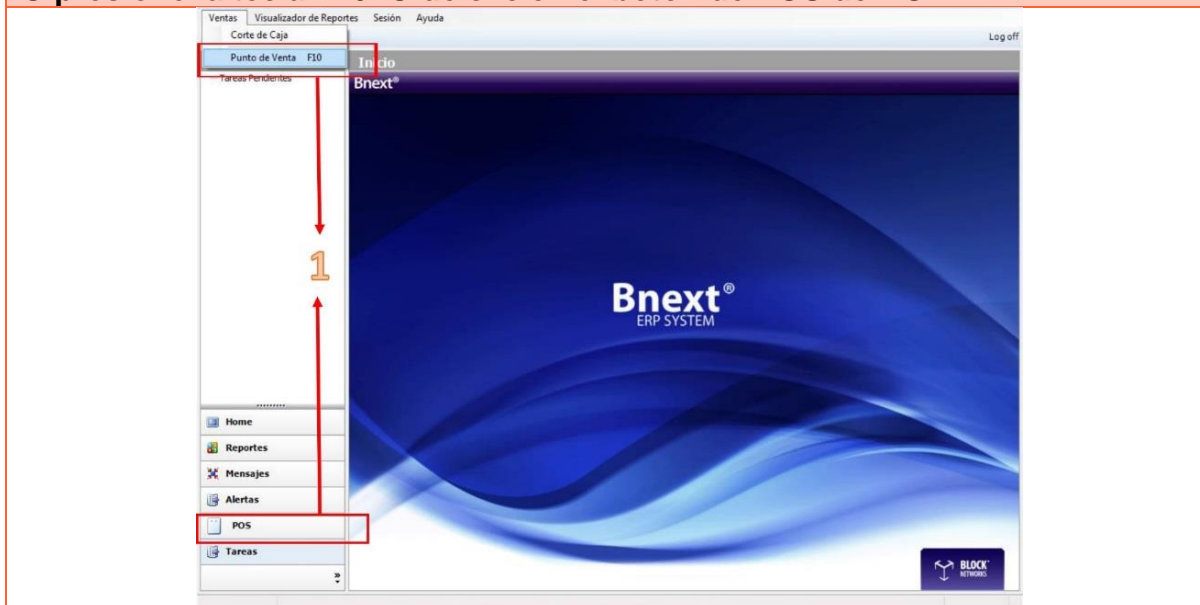 Ventas Visualizador de Reportes Sesión Ayuda
Corte de Caja
Log off
Punto de Venta F10
Inicio
Tareas Pendientes
Bnext®
1
Bnext®
ERP SYSTEM
Home
Reportes
Mensajes
Alertas
POS
Tareas
BLOCK
NETWORKS